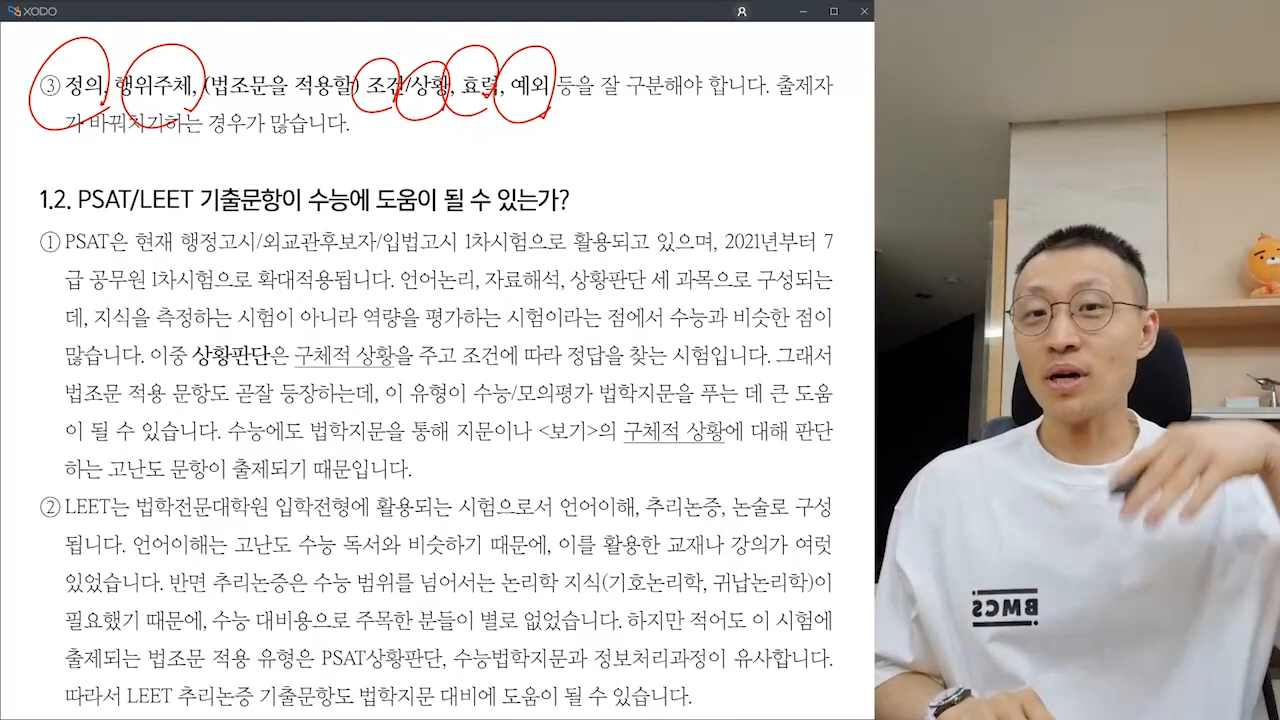 XODO
③ 정의, 행위주체, (법조문을 적용할) 조건/상황, 효력, 예외 등을 잘 구분해야 합니다. 출제자
가 바꿔치기하는 경우가 많습니다.
1.2. PSAT/LEET 기출문항이 수능에 도움이 될 수 있는가?
① PSAT은 현재 행정고시/외교관후보자/입법고시 1차시험으로 활용되고 있으며, 2021년부터 7
급 공무원 1차시험으로 확대적용됩니다. 언어논리, 자료해석, 상황판단 세 과목으로 구성되는
데, 지식을 측정하는 시험이 아니라 역량을 평가하는 시험이라는 점에서 수능과 비슷한 점이
많습니다. 이중 상황판단은 구체적 상황을 주고 조건에 따라 정답을 찾는 시험입니다. 그래서
법조문 적용 문항도 곧잘 등장하는데, 이 유형이 수능/모의평가 법학지문을 푸는 데 큰 도움
이 될 수 있습니다. 수능에도 법학지문을 통해 지문이나 <보기>의 구체적 상황에 대해 판단
하는 고난도 문항이 출제되기 때문입니다.
② LEET는 법학전문대학원 입학전형에 활용되는 시험으로서 언어이해, 추리논증, 논술로 구성
됩니다. 언어이해는 고난도 수능 독서와 비슷하기 때문에, 이를 활용한 교재나 강의가 여럿
있었습니다. 반면 추리논증은 수능 범위를 넘어서는 논리학 지식(기호논리학, 귀납논리학)이
필요했기 때문에, 수능 대비용으로 주목한 분들이 별로 없었습니다. 하지만 적어도 이 시험에
출제되는 법조문 적용 유형은 PSAT상황판단, 수능법학지문과 정보처리과정이 유사합니다.
따라서 LEET 추리논증 기출문항도 법학지문 대비에 도움이 될 수 있습니다.
BMCS